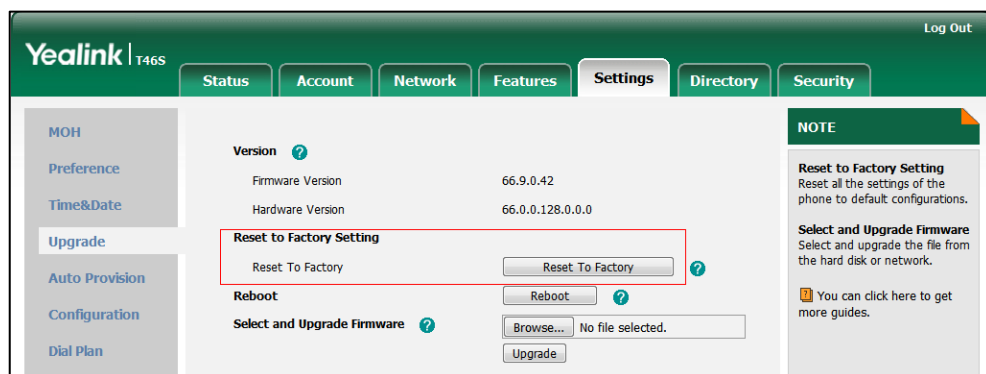 Log Out
Yealink | T46S
Status Account Network Features Settings Directory Security
MOH
Preference
Time&Date
Upgrade
Auto Provision
Configuration
Dial Plan
Version ?
Firmware Version 66.9.0.42
Hardware Version 66.0.0.128.0.0.0
Reset to Factory Setting
Reset To Factory Reset To Factory ?
Reboot Reboot ?
Select and Upgrade Firmware ? Browse... No file selected.
Upgrade
NOTE
Reset to Factory Setting
Reset all the settings of the
phone to default configurations.
Select and Upgrade Firmware
Select and upgrade the file from
the hard disk or network.
? You can click here to get
more guides.